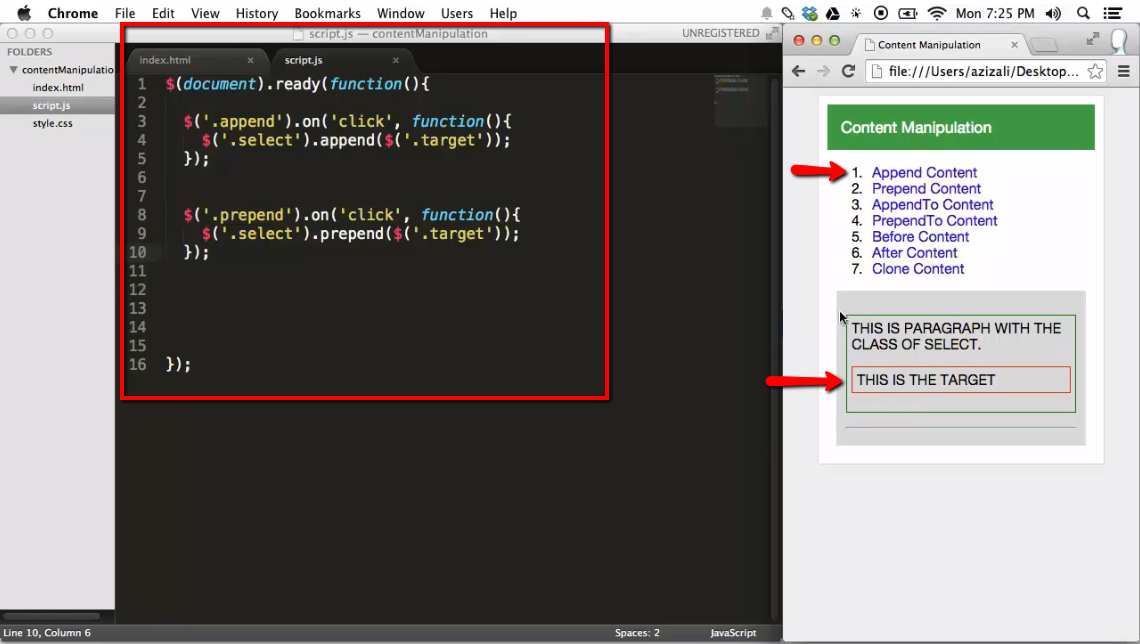 Chrome File Edit View History Bookmarks Window Users Help Mon 7:25 PM
script.js — contentManipulation UNREGISTERED
FOLDERS
contentManipulatio
index.html
script.js
style.css
index.html × script.js ×
1 $(document).ready(function(){
2
3 $('.append').on('click', function(){
4 $('.select').append($('.target'));
5 });
6
7
8 $('.prepend').on('click', function(){
9 $('.select').prepend($('.target'));
10 });
11
12
13
14
15
16 });
Line 10, Column 6 Spaces: 2 JavaScript
Content Manipulation ×
file:///Users/azizali/Desktop...
Content Manipulation
1. Append Content
2. Prepend Content
3. AppendTo Content
4. PrependTo Content
5. Before Content
6. After Content
7. Clone Content
THIS IS PARAGRAPH WITH THE
CLASS OF SELECT.
THIS IS THE TARGET